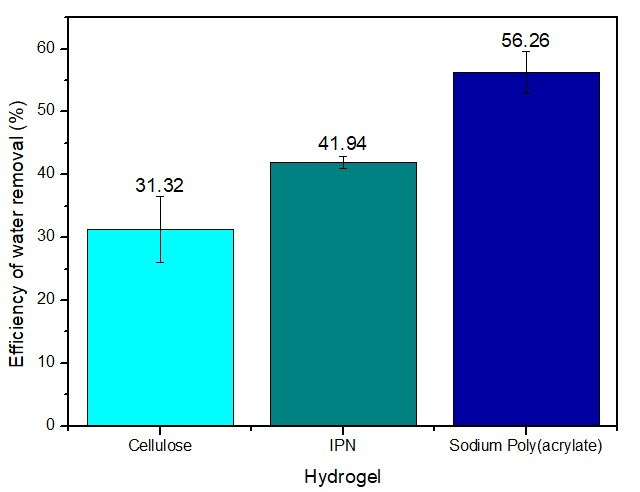 Efficiency of water removal (%)
60
50
40
30
20
10
0
31.32
41.94
56.26
Cellulose
IPN
Sodium Poly(acrylate)
Hydrogel